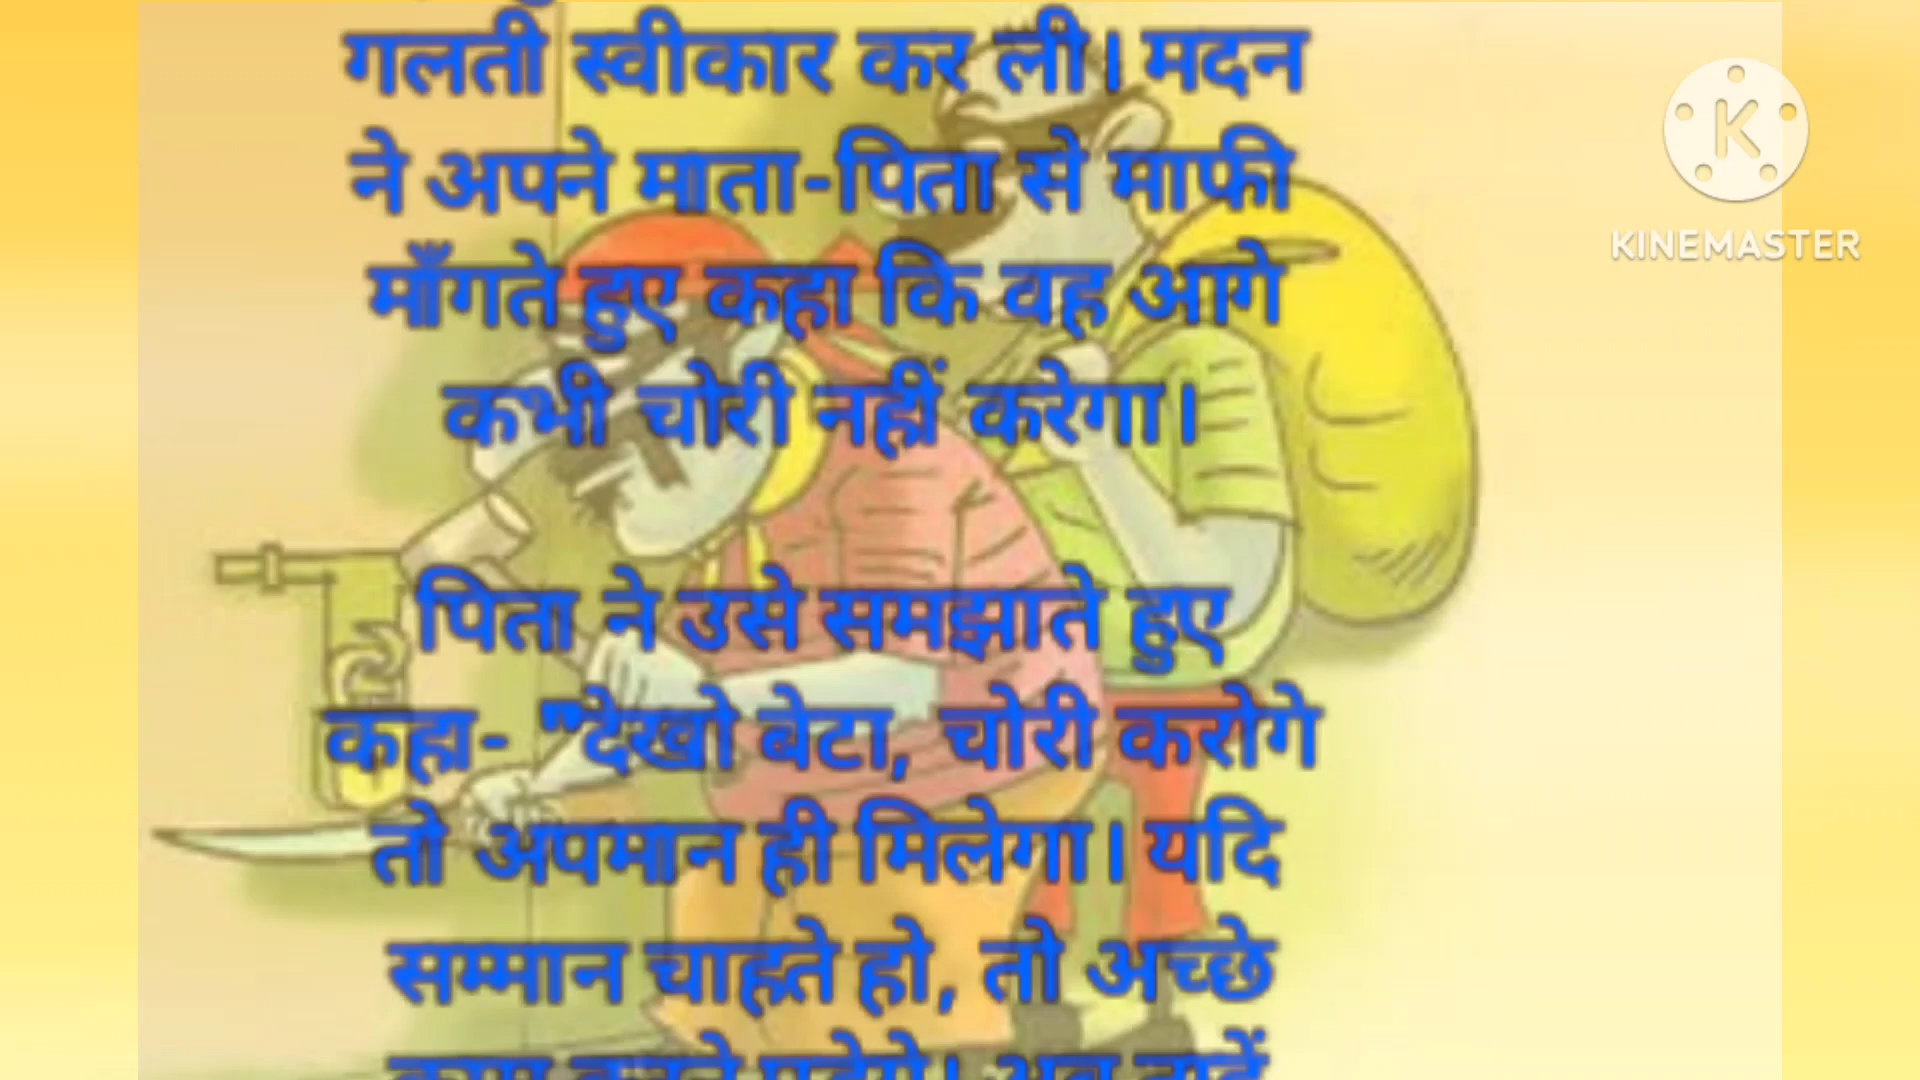 गलती स्वीकार कर ली। मदन
ने अपने माता-पिता से माफी
माँगते हुए कहा कि वह आगे
कभी चोरी नहीं करेगा।
पिता ने उसे समझाते हुए
कहा- "देखो बेटा, चोरी करोगे
तो अपमान ही मिलेगा। यदि
सम्मान चाहते हो, तो अच्छे
K
KINEMASTER